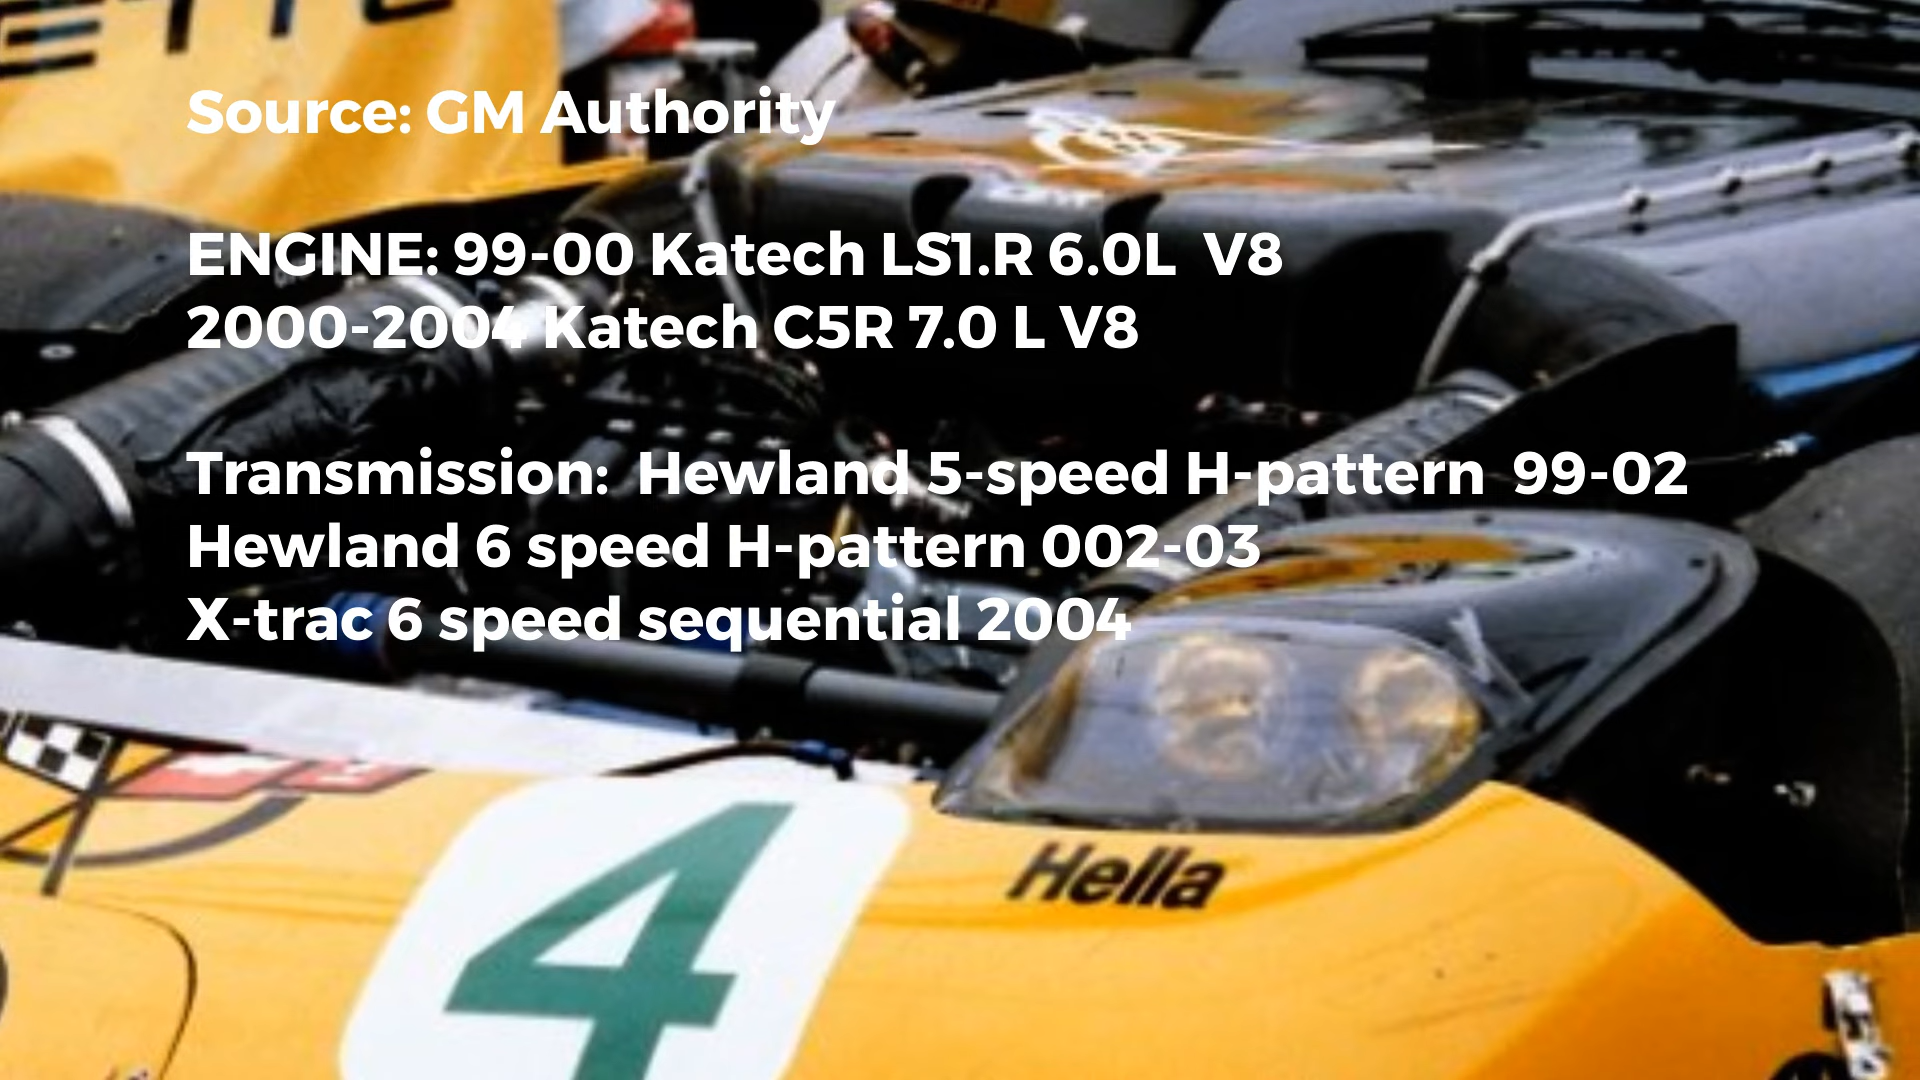 ETTE
Source: GM Authority
ENGINE: 99-00 Katech LS1.R 6.0L  V8
2000-2004 Katech C5R 7.0 L V8
Transmission:  Hewland 5-speed H-pattern  99-02
Hewland 6 speed H-pattern 002-03
X-trac 6 speed sequential 2004
4
Hella